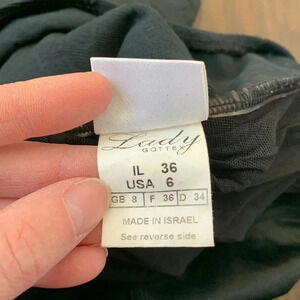 Lady
GOTTEX
IL 36
USA 6
GB 8 F 36 D 34
MADE IN ISRAEL
See reverse side